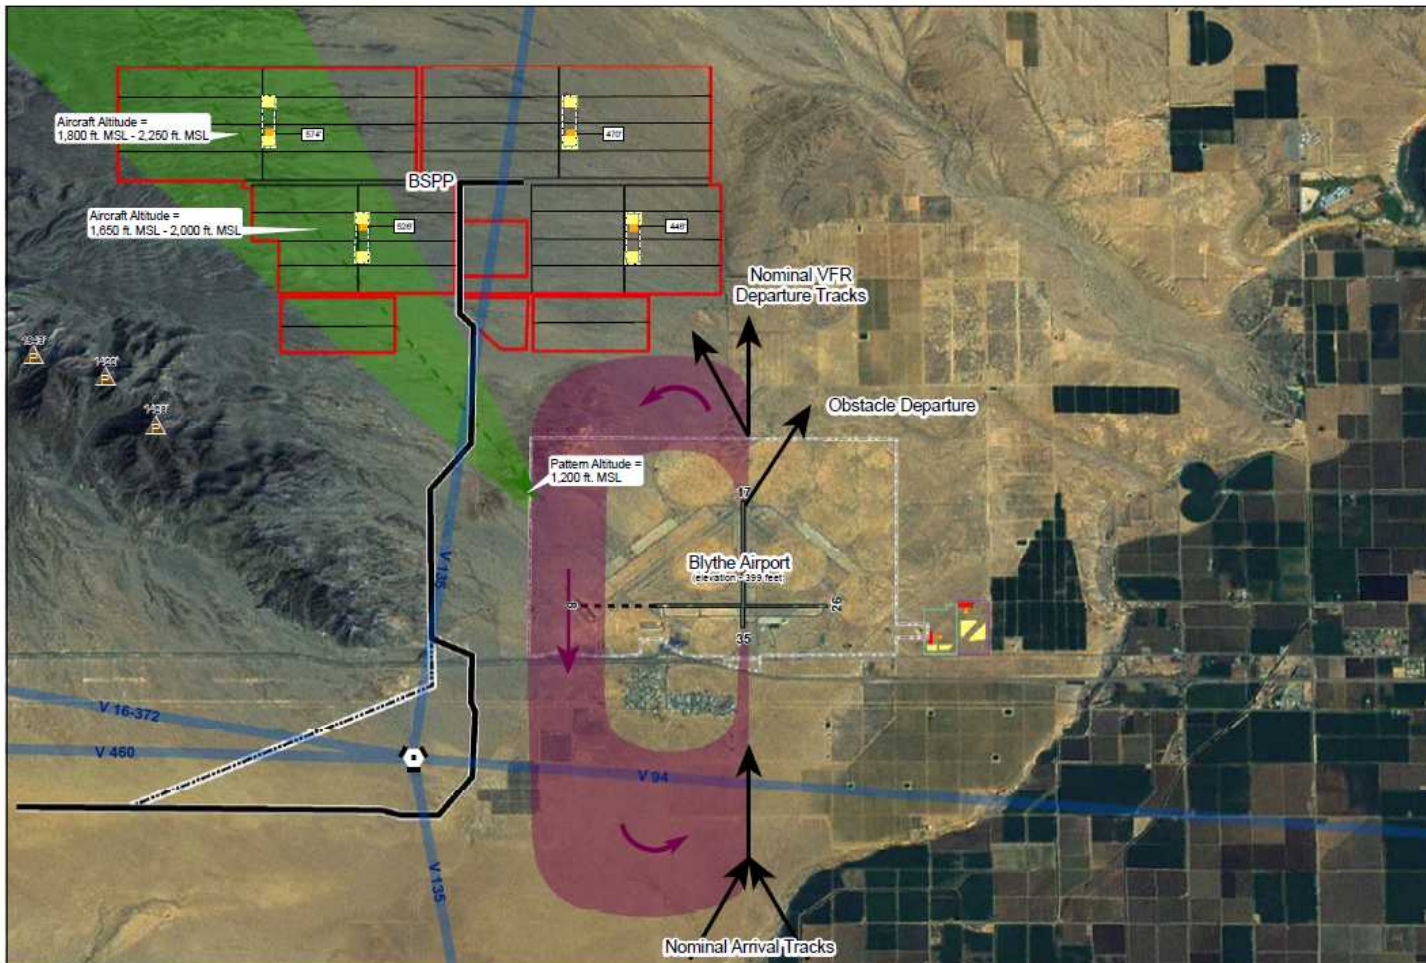 Aircraft Altitude =
1,800 ft. MSL - 2,250 ft. MSL
574'
470'
BSPP
Aircraft Altitude =
1,650 ft. MSL - 2,000 ft. MSL
526'
446'
Nominal VFR
Departure Tracks
Obstacle Departure
Pattern Altitude =
1,200 ft. MSL
17
Blythe Airport
(elevation - 399 feet)
8
26
35
V 135
V 16-372
V 460
V 94
V 135
Nominal Arrival Tracks
P
P
P